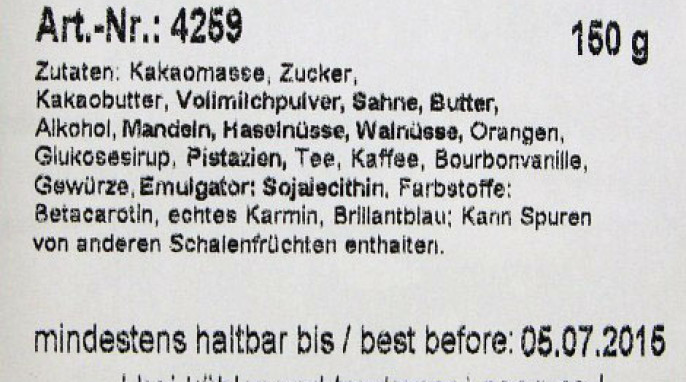 Art.-Nr.: 4259
150 g
Zutaten: Kakaomasse, Zucker,
Kakaobutter, Vollmilchpulver, Sahne, Butter,
Alkohol, Mandeln, Haselnüsse, Walnüsse, Orangen,
Glukosesirup, Pistazien, Tee, Kaffee, Bourbonvanille,
Gewürze, Emulgator: Sojalecithin, Farbstoffe:
Betacarotin, echtes Karmin, Brillantblau; Kann Spuren
von anderen Schalenfrüchten enthalten.
mindestens haltbar bis / best before: 05.07.2015